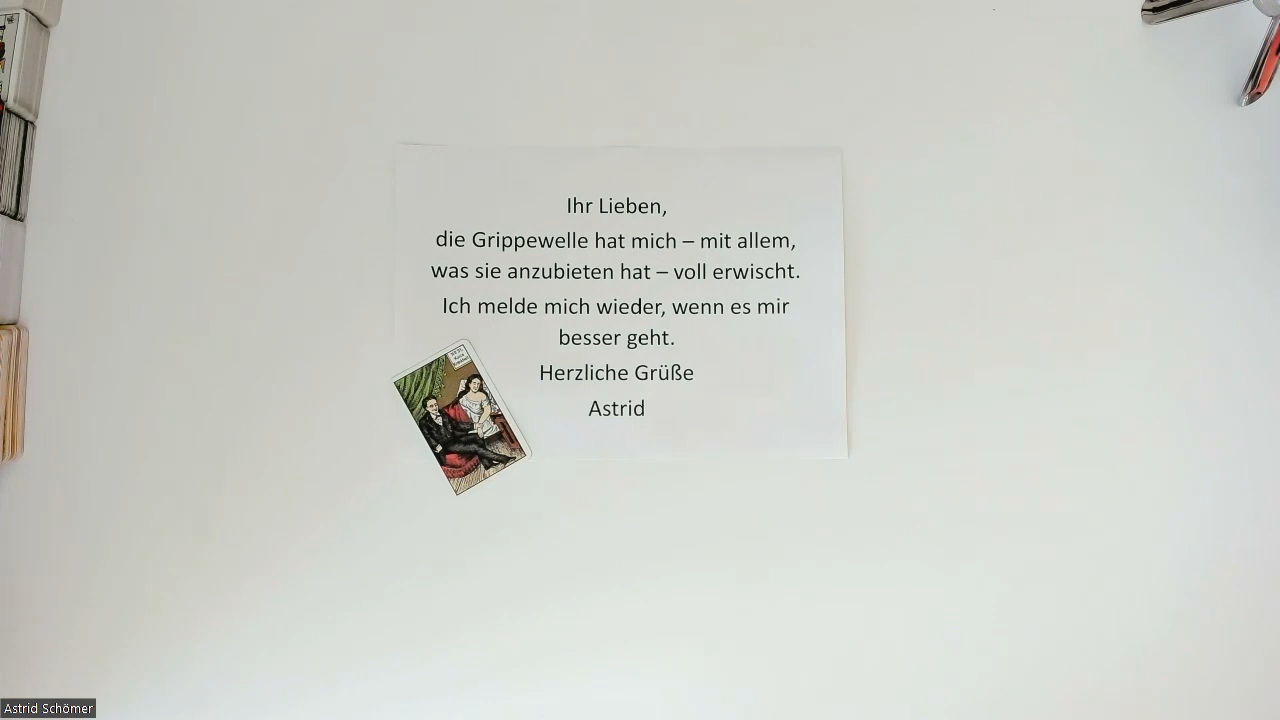 Ihr Lieben,
die Grippewelle hat mich – mit allem,
was sie anzubieten hat – voll erwischt.
Ich melde mich wieder, wenn es mir
besser geht.
Herzliche Grüße
Astrid
Astrid Schömer